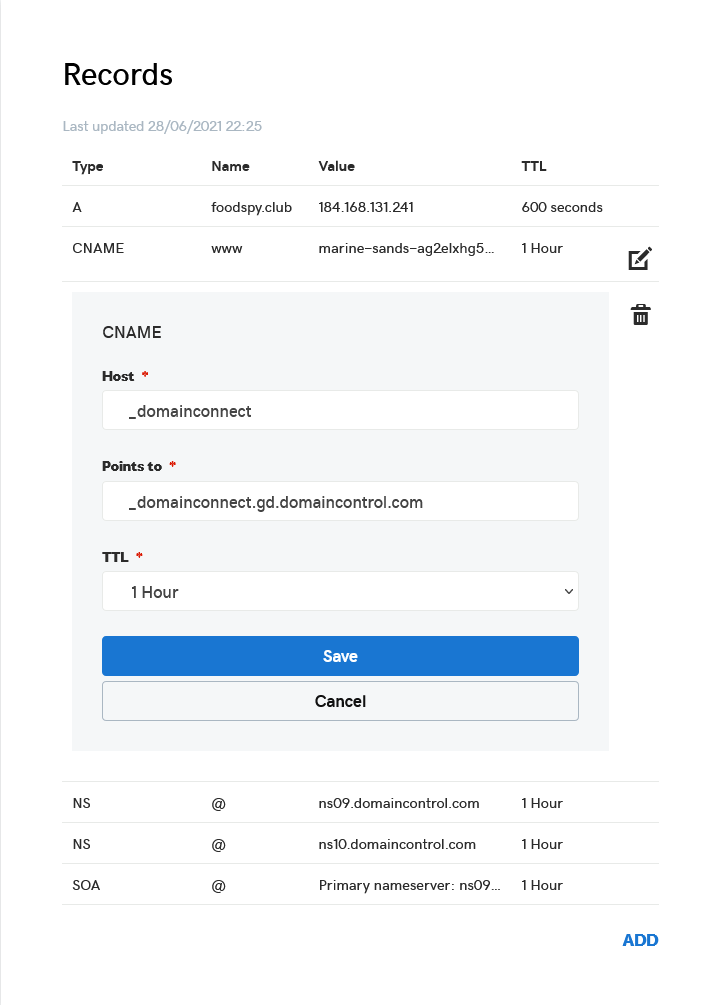 Records
Last updated 28/06/2021 22:25
Type Name Value TTL
A foodspy.club 184.168.131.241 600 seconds
CNAME www marine-sands-ag2elxhg5... 1 Hour
CNAME
Host *
_domainconnect
Points to *
_domainconnect.gd.domaincontrol.com
TTL *
1 Hour
Save
Cancel
NS @ ns09.domaincontrol.com 1 Hour
NS @ ns10.domaincontrol.com 1 Hour
SOA @ Primary nameserver: ns09... 1 Hour
ADD